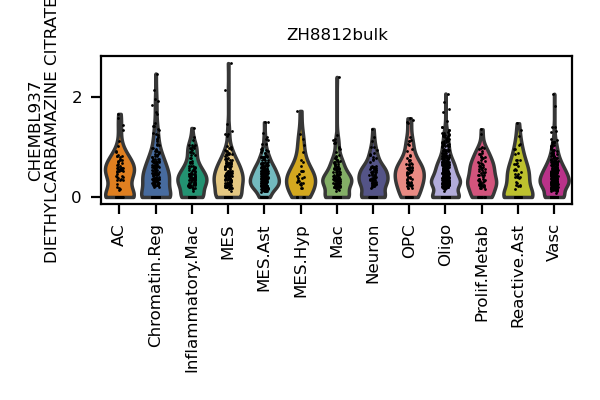 ZH8812bulk
CHEMBL937
DIETHYLCARBAMAZINE CITRATE
2
0
AC
Chromatin.Reg
Inflammatory.Mac
MES
MES.Ast
MES.Hyp
Mac
Neuron
OPC
Oligo
Prolif.Metab
Reactive.Ast
Vasc